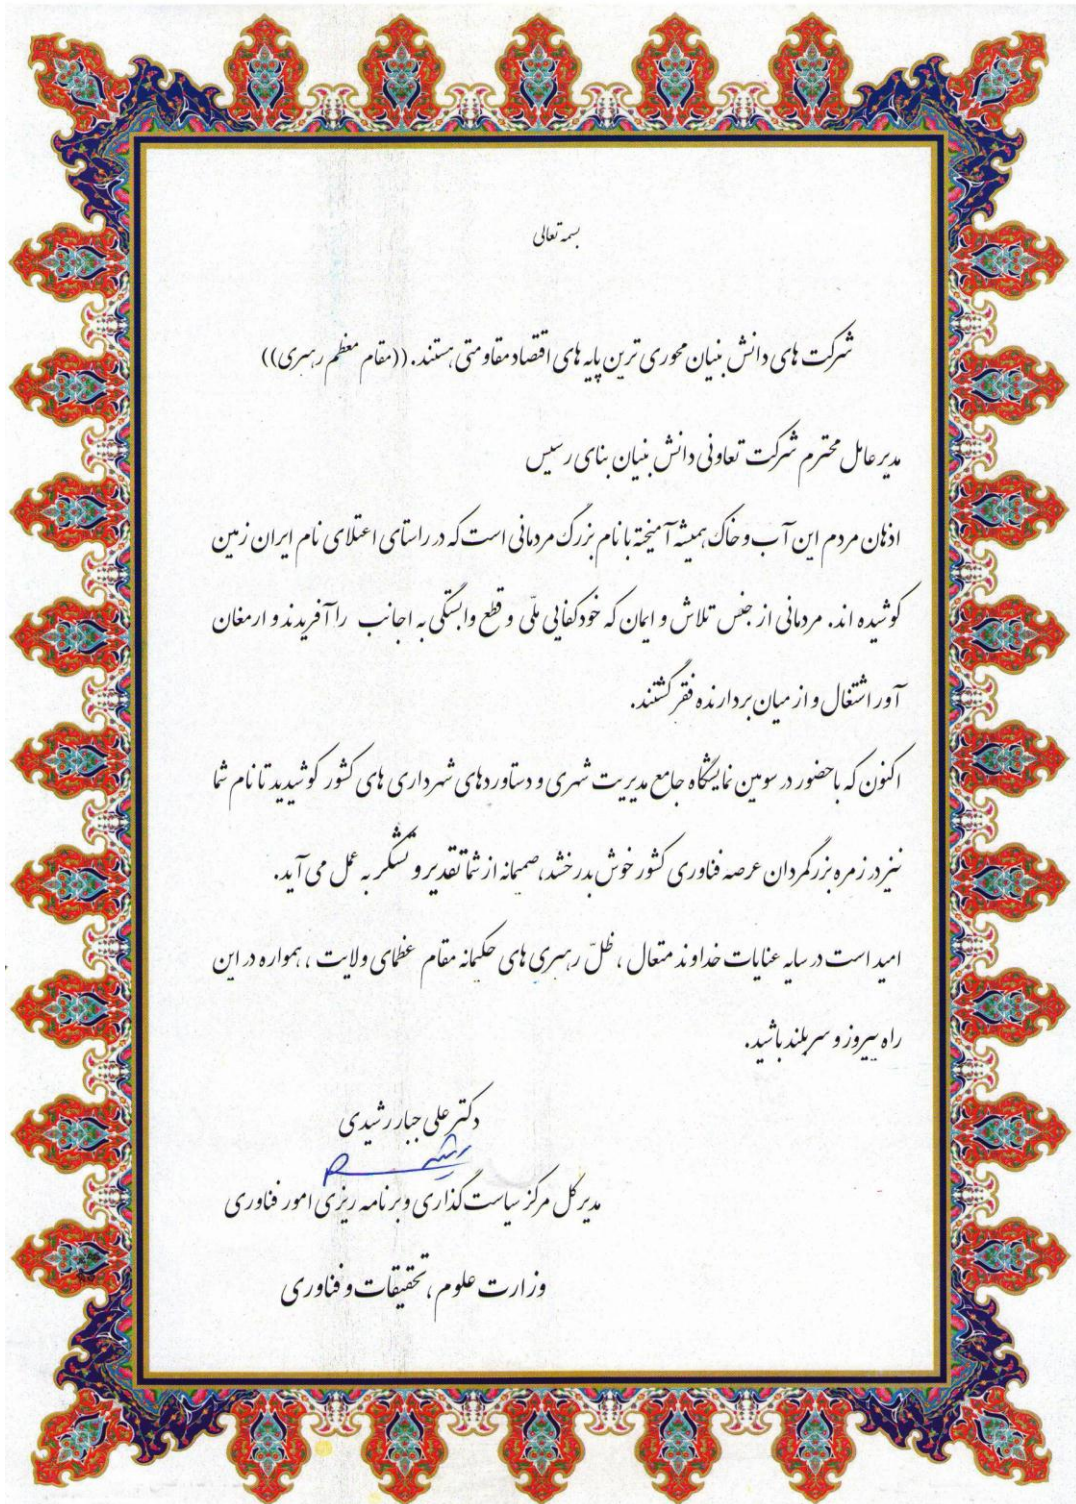 بسمه تعالی
شرکت های دانش بنیان محوری ترین پایه های اقتصاد مقاومتی هستند. ((مقام معظم رهبری))
مدیر عامل محترم شرکت تعاونی دانش بنیان بنای رسیس
اذهان مردم این آب و خاک همیشه آمیخته با نام بزرگ مردمانی است که در راستای اعتلای نام ایران زمین
کوشیده اند. مردمانی از جنس تلاش و ایمان که خودکفایی ملّی و قطع وابستگی به اجانب را آفریدند و ارمغان
آور اشتغال و از میان بردارنده فقر گشتند.
اکنون که با حضور در سومین نمایشگاه جامع مدیریت شهری و دستاوردهای شهرداری های کشور کوشیدید تا نام شما
نیز در زمره بزرگمردان عرصه فناوری کشور خوش بدرخشد، صمیمانه از شما تقدیر و تشکر به عمل می آید.
امید است در سایه عنایات خداوند متعال ، ظلّ رهبری های حکیمانه مقام عظمای ولایت ، همواره در این
راه پیروز و سربلند باشید.
دکتر علی جبار رشیدی
مدیر کل مرکز سیاست گذاری و برنامه ریزی امور فناوری
وزارت علوم ، تحقیقات و فناوری